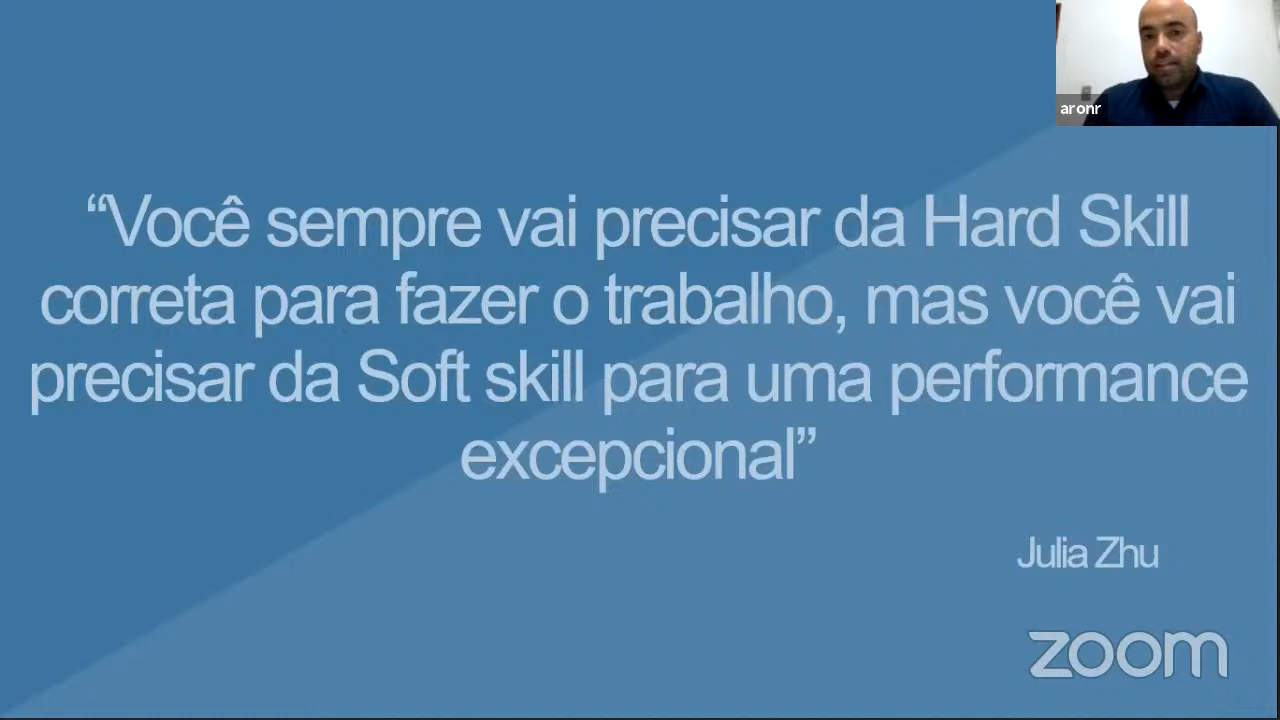 aronr
“Você sempre vai precisar da Hard Skill
correta para fazer o trabalho, mas você vai
precisar da Soft skill para uma performance
excepcional”
Julia Zhu
zoom